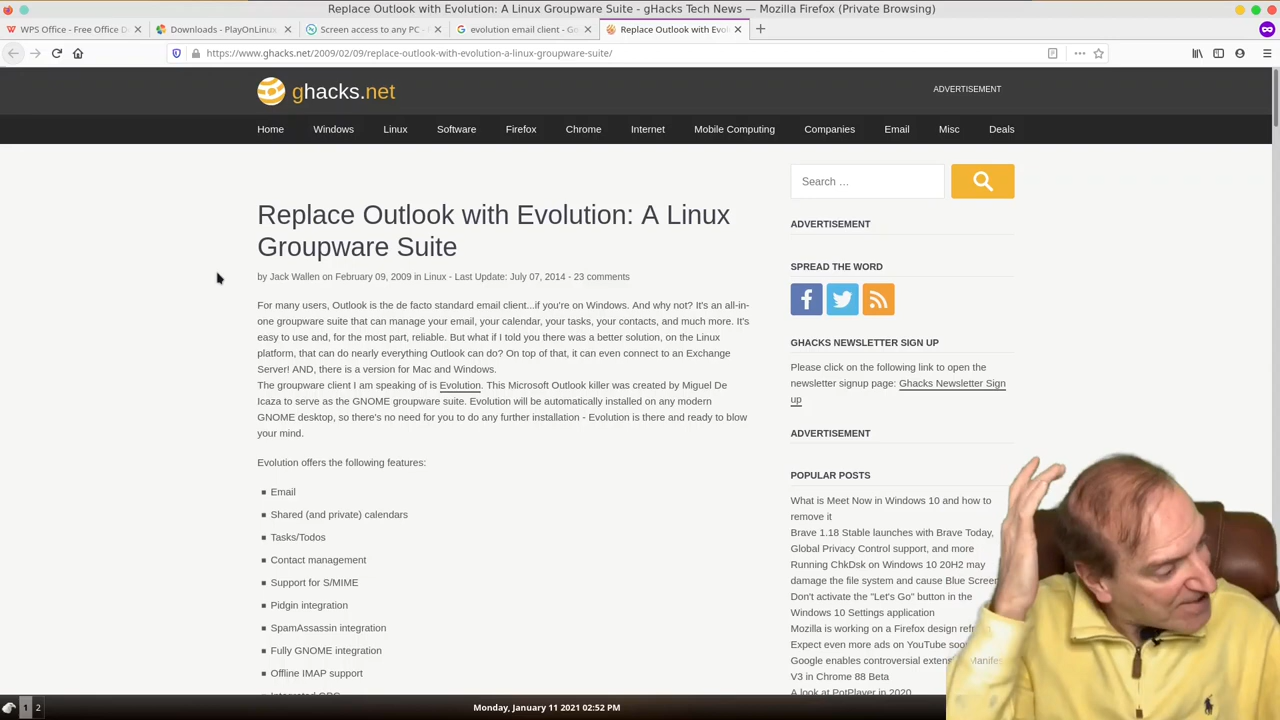 Replace Outlook with Evolution: A Linux Groupware Suite - gHacks Tech News — Mozilla Firefox (Private Browsing)
WPS Office - Free Office D
Downloads - PlayOnLinux
Screen access to any PC -
evolution email client - Go
Replace Outlook with Evol
https://www.ghacks.net/2009/02/09/replace-outlook-with-evolution-a-linux-groupware-suite/
ghacks.net
ADVERTISEMENT
Home Windows Linux Software Firefox Chrome Internet Mobile Computing Companies Email Misc Deals
Replace Outlook with Evolution: A Linux
Groupware Suite
by Jack Wallen on February 09, 2009 in Linux - Last Update: July 07, 2014 - 23 comments
For many users, Outlook is the de facto standard email client...if you're on Windows. And why not? It's an all-in-
one groupware suite that can manage your email, your calendar, your tasks, your contacts, and much more. It's
easy to use and, for the most part, reliable. But what if I told you there was a better solution, on the Linux
platform, that can do nearly everything Outlook can do? On top of that, it can even connect to an Exchange
Server! AND, there is a version for Mac and Windows.
The groupware client I am speaking of is Evolution. This Microsoft Outlook killer was created by Miguel De
Icaza to serve as the GNOME groupware suite. Evolution will be automatically installed on any modern
GNOME desktop, so there's no need for you to do any further installation - Evolution is there and ready to blow
your mind.
Evolution offers the following features:
Email
Shared (and private) calendars
Tasks/Todos
Contact management
Support for S/MIME
Pidgin integration
SpamAssassin integration
Fully GNOME integration
Offline IMAP support
Search …
ADVERTISEMENT
SPREAD THE WORD
GHACKS NEWSLETTER SIGN UP
Please click on the following link to open the
newsletter signup page: Ghacks Newsletter Sign
up
ADVERTISEMENT
POPULAR POSTS
What is Meet Now in Windows 10 and how to
remove it
Brave 1.18 Stable launches with Brave Today,
Global Privacy Control support, and more
Running ChkDsk on Windows 10 20H2 may
damage the file system and cause Blue Screen
Don't activate the "Let's Go" button in the
Windows 10 Settings application
Mozilla is working on a Firefox design
Expect even more ads on YouTube
Google enables controversial
V3 in Chrome 88 Beta
A look at PotPlayer in 2020
1 2
Monday, January 11 2021 02:52 PM